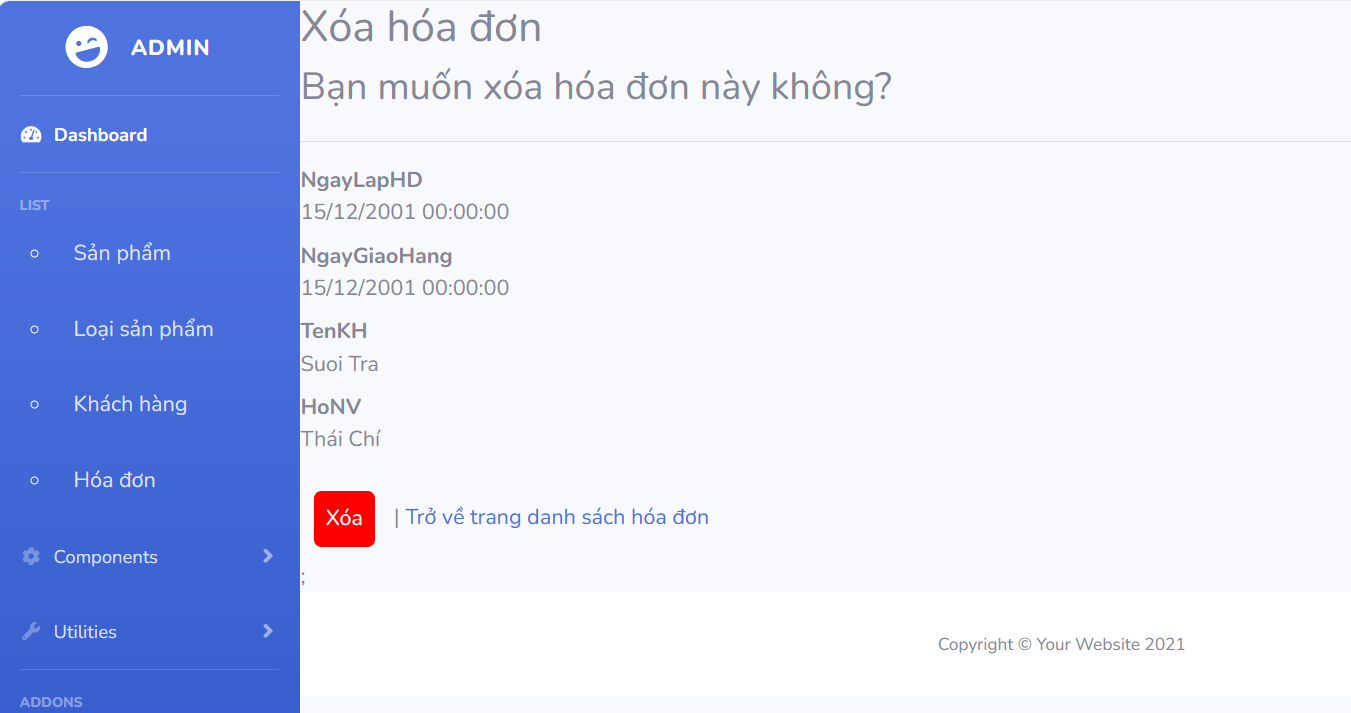 ADMIN
Dashboard
LIST
Sản phẩm
Loại sản phẩm
Khách hàng
Hóa đơn
Components
Utilities
ADDONS
Xóa hóa đơn
Bạn muốn xóa hóa đơn này không?
NgayLapHD
15/12/2001 00:00:00
NgayGiaoHang
15/12/2001 00:00:00
TenKH
Suoi Tra
HoNV
Thái Chí
Xóa | Trở về trang danh sách hóa đơn
;
Copyright © Your Website 2021